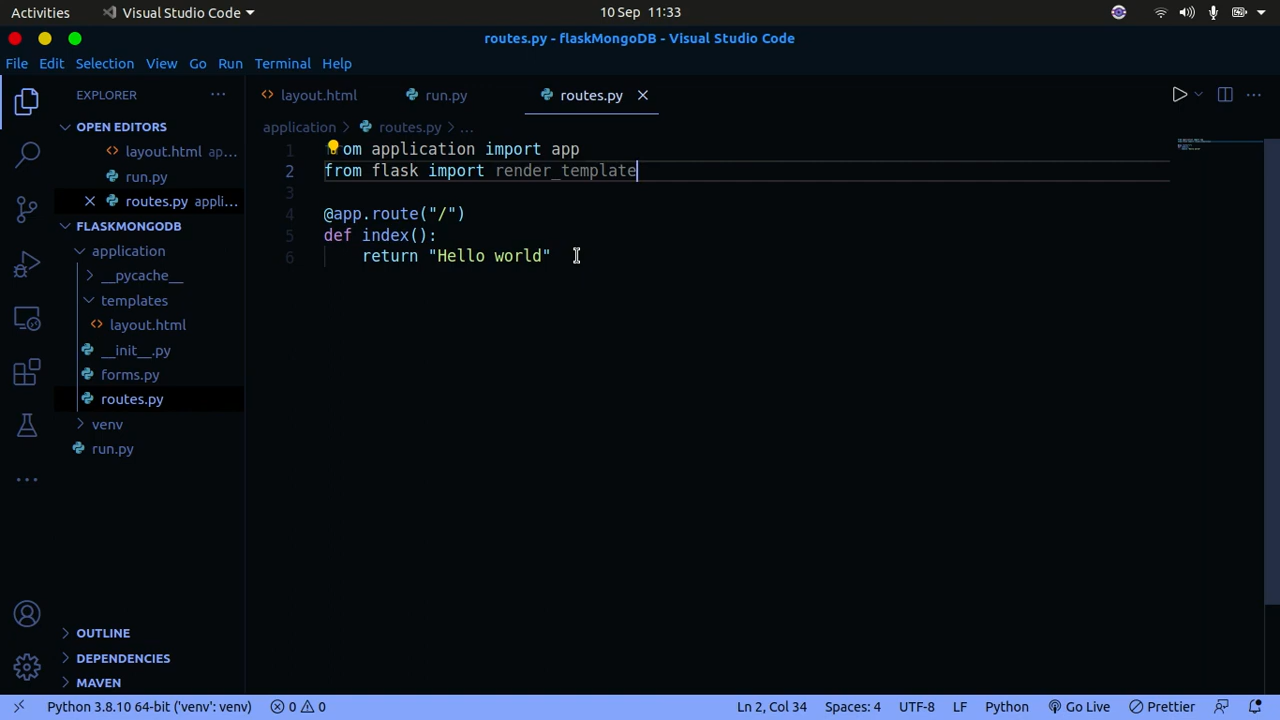 Activities
Visual Studio Code
10 Sep 11:33
routes.py - flaskMongoDB - Visual Studio Code
File Edit Selection View Go Run Terminal Help
EXPLORER
layout.html
run.py
routes.py
OPEN EDITORS
layout.html ap...
run.py
routes.py appli...
FLASKMONGODB
application
__pycache__
templates
layout.html
__init__.py
forms.py
routes.py
venv
run.py
OUTLINE
DEPENDENCIES
MAVEN
application > routes.py > ...
1 om application import app
2 from flask import render_template
3
4 @app.route("/")
5 def index():
6 return "Hello world"
Python 3.8.10 64-bit ('venv': venv) 0 0 Ln 2, Col 34 Spaces: 4 UTF-8 LF Python Go Live Prettier